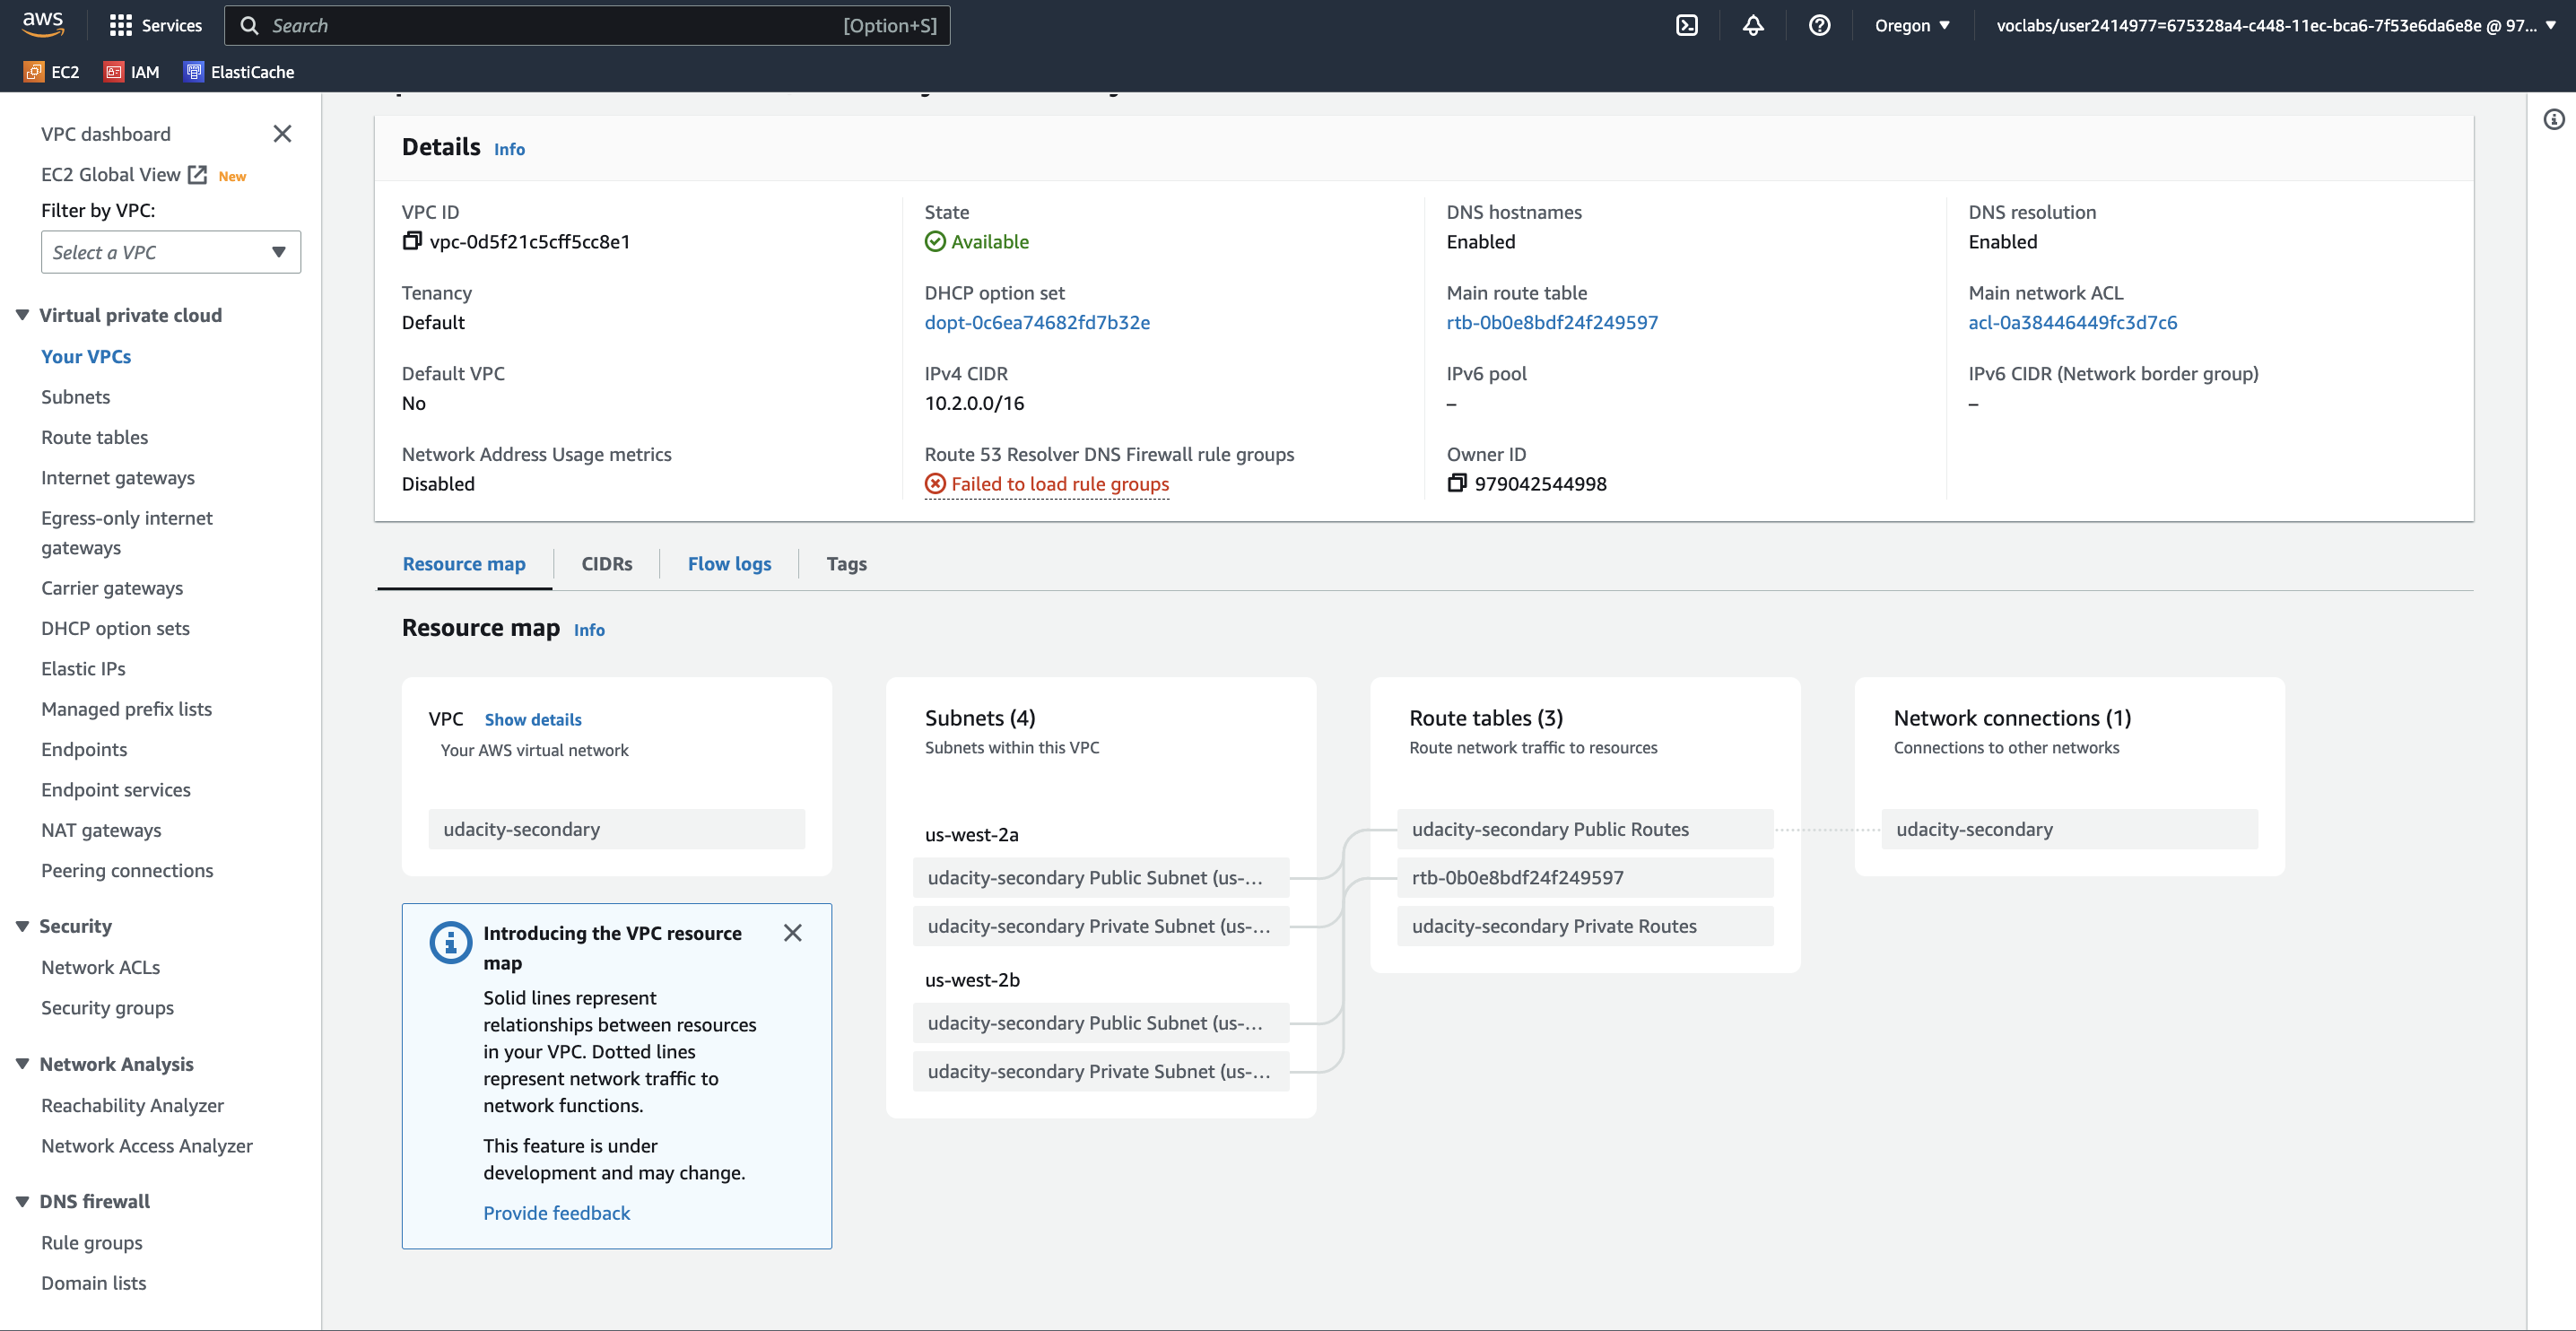 aws
Services
Search
[Option+S]
Oregon
voclabs/user2414977=675328a4-c448-11ec-bca6-7f53e6da6e8e @ 97...
EC2
IAM
ElastiCache
VPC dashboard
EC2 Global View New
Filter by VPC:
Select a VPC
Virtual private cloud
Your VPCs
Subnets
Route tables
Internet gateways
Egress-only internet
gateways
Carrier gateways
DHCP option sets
Elastic IPs
Managed prefix lists
Endpoints
Endpoint services
NAT gateways
Peering connections
Security
Network ACLs
Security groups
Network Analysis
Reachability Analyzer
Network Access Analyzer
DNS firewall
Rule groups
Domain lists
Details Info
VPC ID
vpc-0d5f21c5cff5cc8e1
State
Available
DNS hostnames
Enabled
DNS resolution
Enabled
Tenancy
Default
DHCP option set
dopt-0c6ea74682fd7b32e
Main route table
rtb-0b0e8bdf24f249597
Main network ACL
acl-0a38446449fc3d7c6
Default VPC
No
IPv4 CIDR
10.2.0.0/16
IPv6 pool
–
IPv6 CIDR (Network border group)
–
Network Address Usage metrics
Disabled
Route 53 Resolver DNS Firewall rule groups
Failed to load rule groups
Owner ID
979042544998
Resource map
CIDRs
Flow logs
Tags
Resource map Info
VPC Show details
Your AWS virtual network
udacity-secondary
Introducing the VPC resource
map
Solid lines represent
relationships between resources
in your VPC. Dotted lines
represent network traffic to
network functions.
This feature is under
development and may change.
Provide feedback
Subnets (4)
Subnets within this VPC
us-west-2a
udacity-secondary Public Subnet (us-...
udacity-secondary Private Subnet (us-...
us-west-2b
udacity-secondary Public Subnet (us-...
udacity-secondary Private Subnet (us-...
Route tables (3)
Route network traffic to resources
udacity-secondary Public Routes
rtb-0b0e8bdf24f249597
udacity-secondary Private Routes
Network connections (1)
Connections to other networks
udacity-secondary